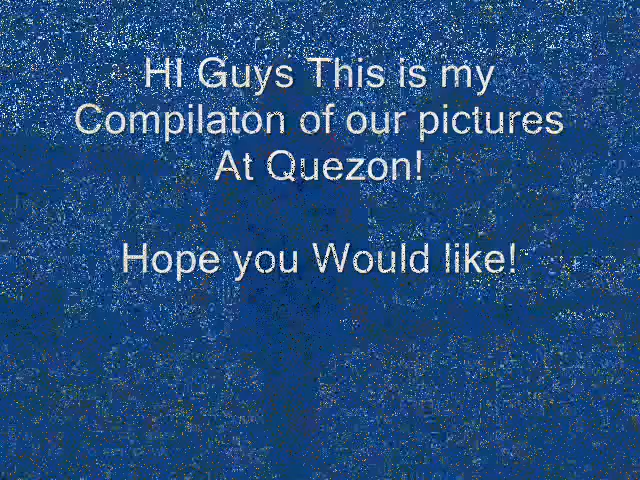 HI Guys This is my
Compilaton of our pictures
At Quezon!
Hope you Would like!